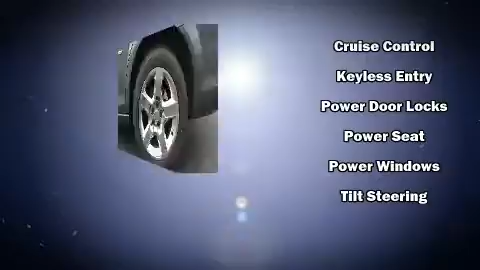 Cruise Control
Keyless Entry
Power Door Locks
Power Seat
Power Windows
Tilt Steering